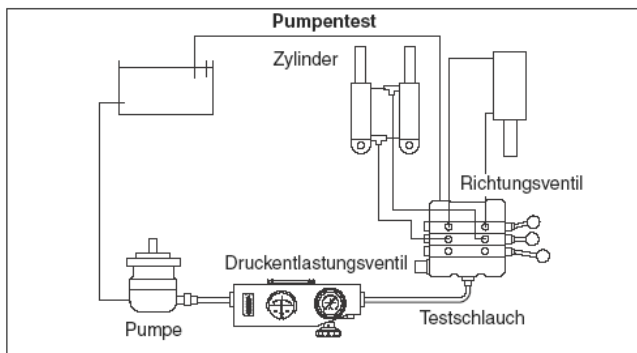 Pumpentest
Zylinder
Richtungsventil
Druckentlastungsventil
Testschlauch
Pumpe